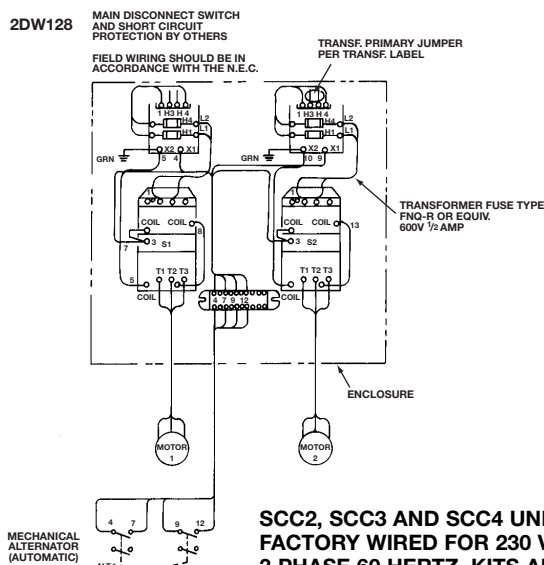 2DW128
MAIN DISCONNECT SWITCH
AND SHORT CIRCUIT
PROTECTION BY OTHERS
FIELD WIRING SHOULD BE IN
ACCORDANCE WITH THE N.E.C.
TRANSF. PRIMARY JUMPER
PER TRANSF. LABEL
1 H3 H 4
H4
L2
H1
L1
X2 X1
GRN
5 4
1 H3 H 4
H4
L2
H1
L1
X2 X1
GRN
10 9
TRANSFORMER FUSE TYPE
FNQ-R OR EQUIV.
600V 1/2 AMP
1
COIL COIL
8
3 S1
7
T1 T2 T3
5
COIL
1
COIL COIL
13
3 S2
T1 T2 T3
COIL
4 7 9 12
ENCLOSURE
MOTOR
1
MOTOR
2
4 7 9 12
MECHANICAL
ALTERNATOR
(AUTOMATIC)
SCC2, SCC3 AND SCC4 UN
FACTORY WIRED FOR 230 V